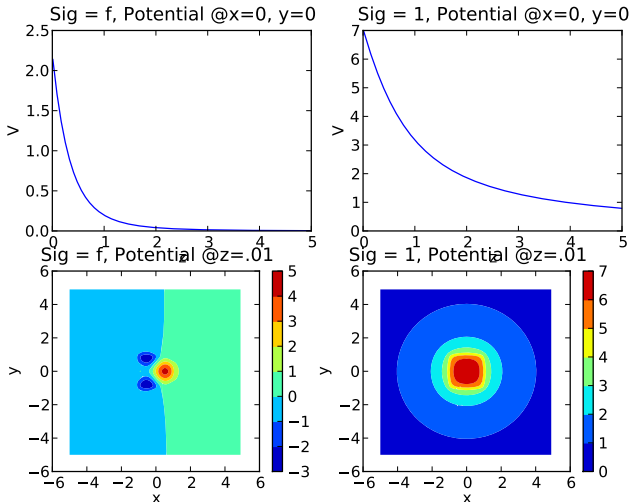 Sig = f, Potential @x=0, y=0
2.5
2.0
1.5
1.0
0.5
0.0
V
0 1 2 3 4 5
z
Sig = 1, Potential @x=0, y=0
7
6
5
4
3
2
1
0
V
0 1 2 3 4 5
z
Sig = f, Potential @z=.01
6
4
2
0
−2
−4
−6
y
−6 −4 −2 0 2 4 6
x
5
4
3
2
1
0
−1
−2
−3
Sig = 1, Potential @z=.01
6
4
2
0
−2
−4
−6
y
−6 −4 −2 0 2 4 6
x
7
6
5
4
3
2
1
0